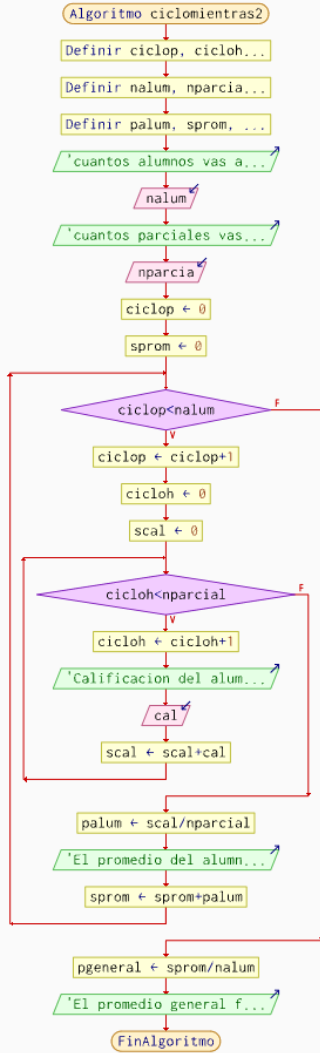 Algoritmo ciclomientras2
Definir ciclop, cicloh...
Definir nalum, nparcia...
Definir palum, sprom, ...
'cuantos alumnos vas a...
nalum
'cuantos parciales vas...
nparcia
ciclop ← 0
sprom ← 0
ciclop<nalum
F
V
ciclop ← ciclop+1
cicloh ← 0
scal ← 0
cicloh<nparcial
F
V
cicloh ← cicloh+1
'Calificacion del alum...
cal
scal ← scal+cal
palum ← scal/nparcial
'El promedio del alumn...
sprom ← sprom+palum
pgeneral ← sprom/nalum
'El promedio general f...
FinAlgoritmo